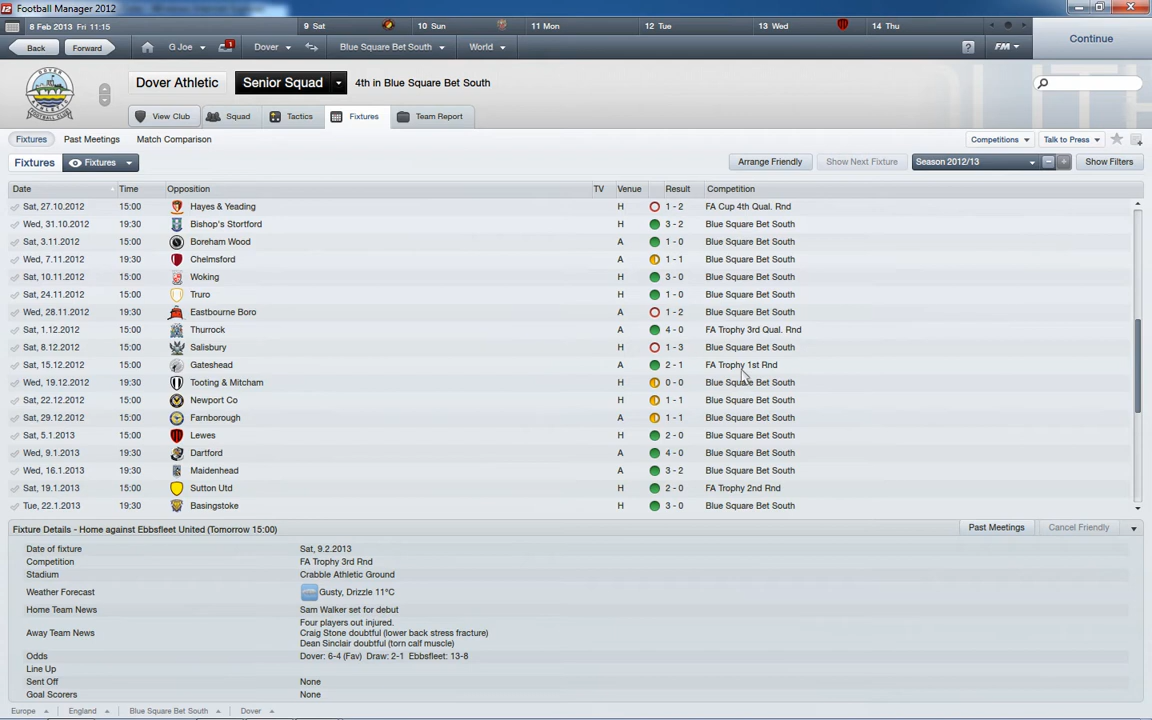 Football Manager 2012
8 Feb 2013 Fri 11:15 9 Sat 10 Sun 11 Mon 12 Tue 13 Wed 14 Thu Continue
Back Forward G Joe 1 Dover Blue Square Bet South World ? FM
Dover Athletic Senior Squad 4th in Blue Square Bet South
View Club Squad Tactics Fixtures Team Report
Fixtures Past Meetings Match Comparison Competitions Talk to Press
Fixtures Fixtures Arrange Friendly Show Next Fixture Season 2012/13 Show Filters
Date Time Opposition TV Venue Result Competition
Sat, 27.10.2012 15:00 Hayes & Yeading H 1 - 2 FA Cup 4th Qual. Rnd
Wed, 31.10.2012 19:30 Bishop's Stortford H 3 - 2 Blue Square Bet South
Sat, 3.11.2012 15:00 Boreham Wood A 1 - 0 Blue Square Bet South
Wed, 7.11.2012 19:30 Chelmsford A 1 - 1 Blue Square Bet South
Sat, 10.11.2012 15:00 Woking H 3 - 0 Blue Square Bet South
Sat, 24.11.2012 15:00 Truro H 1 - 0 Blue Square Bet South
Wed, 28.11.2012 19:30 Eastbourne Boro A 1 - 2 Blue Square Bet South
Sat, 1.12.2012 15:00 Thurrock A 4 - 0 FA Trophy 3rd Qual. Rnd
Sat, 8.12.2012 15:00 Salisbury H 1 - 3 Blue Square Bet South
Sat, 15.12.2012 15:00 Gateshead A 2 - 1 FA Trophy 1st Rnd
Wed, 19.12.2012 19:30 Tooting & Mitcham H 0 - 0 Blue Square Bet South
Sat, 22.12.2012 15:00 Newport Co H 1 - 1 Blue Square Bet South
Sat, 29.12.2012 15:00 Farnborough A 1 - 1 Blue Square Bet South
Sat, 5.1.2013 15:00 Lewes H 2 - 0 Blue Square Bet South
Wed, 9.1.2013 19:30 Dartford A 4 - 0 Blue Square Bet South
Wed, 16.1.2013 19:30 Maidenhead A 3 - 2 Blue Square Bet South
Sat, 19.1.2013 15:00 Sutton Utd H 2 - 0 FA Trophy 2nd Rnd
Tue, 22.1.2013 19:30 Basingstoke H 3 - 0 Blue Square Bet South
Fixture Details - Home against Ebbsfleet United (Tomorrow 15:00) Past Meetings Cancel Friendly
Date of fixture Sat, 9.2.2013
Competition FA Trophy 3rd Rnd
Stadium Crabble Athletic Ground
Weather Forecast Gusty, Drizzle 11°C
Home Team News Sam Walker set for debut
Four players out injured.
Away Team News Craig Stone doubtful (lower back stress fracture)
Dean Sinclair doubtful (torn calf muscle)
Odds Dover: 6-4 (Fav) Draw: 2-1 Ebbsfleet: 13-8
Line Up
Sent Off None
Goal Scorers None
Europe England Blue Square Bet South Dover